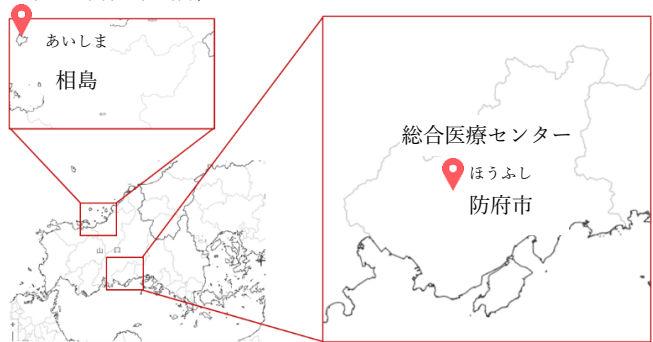 あいしま
相島
総合医療センター
ほうふし
防府市
山 口